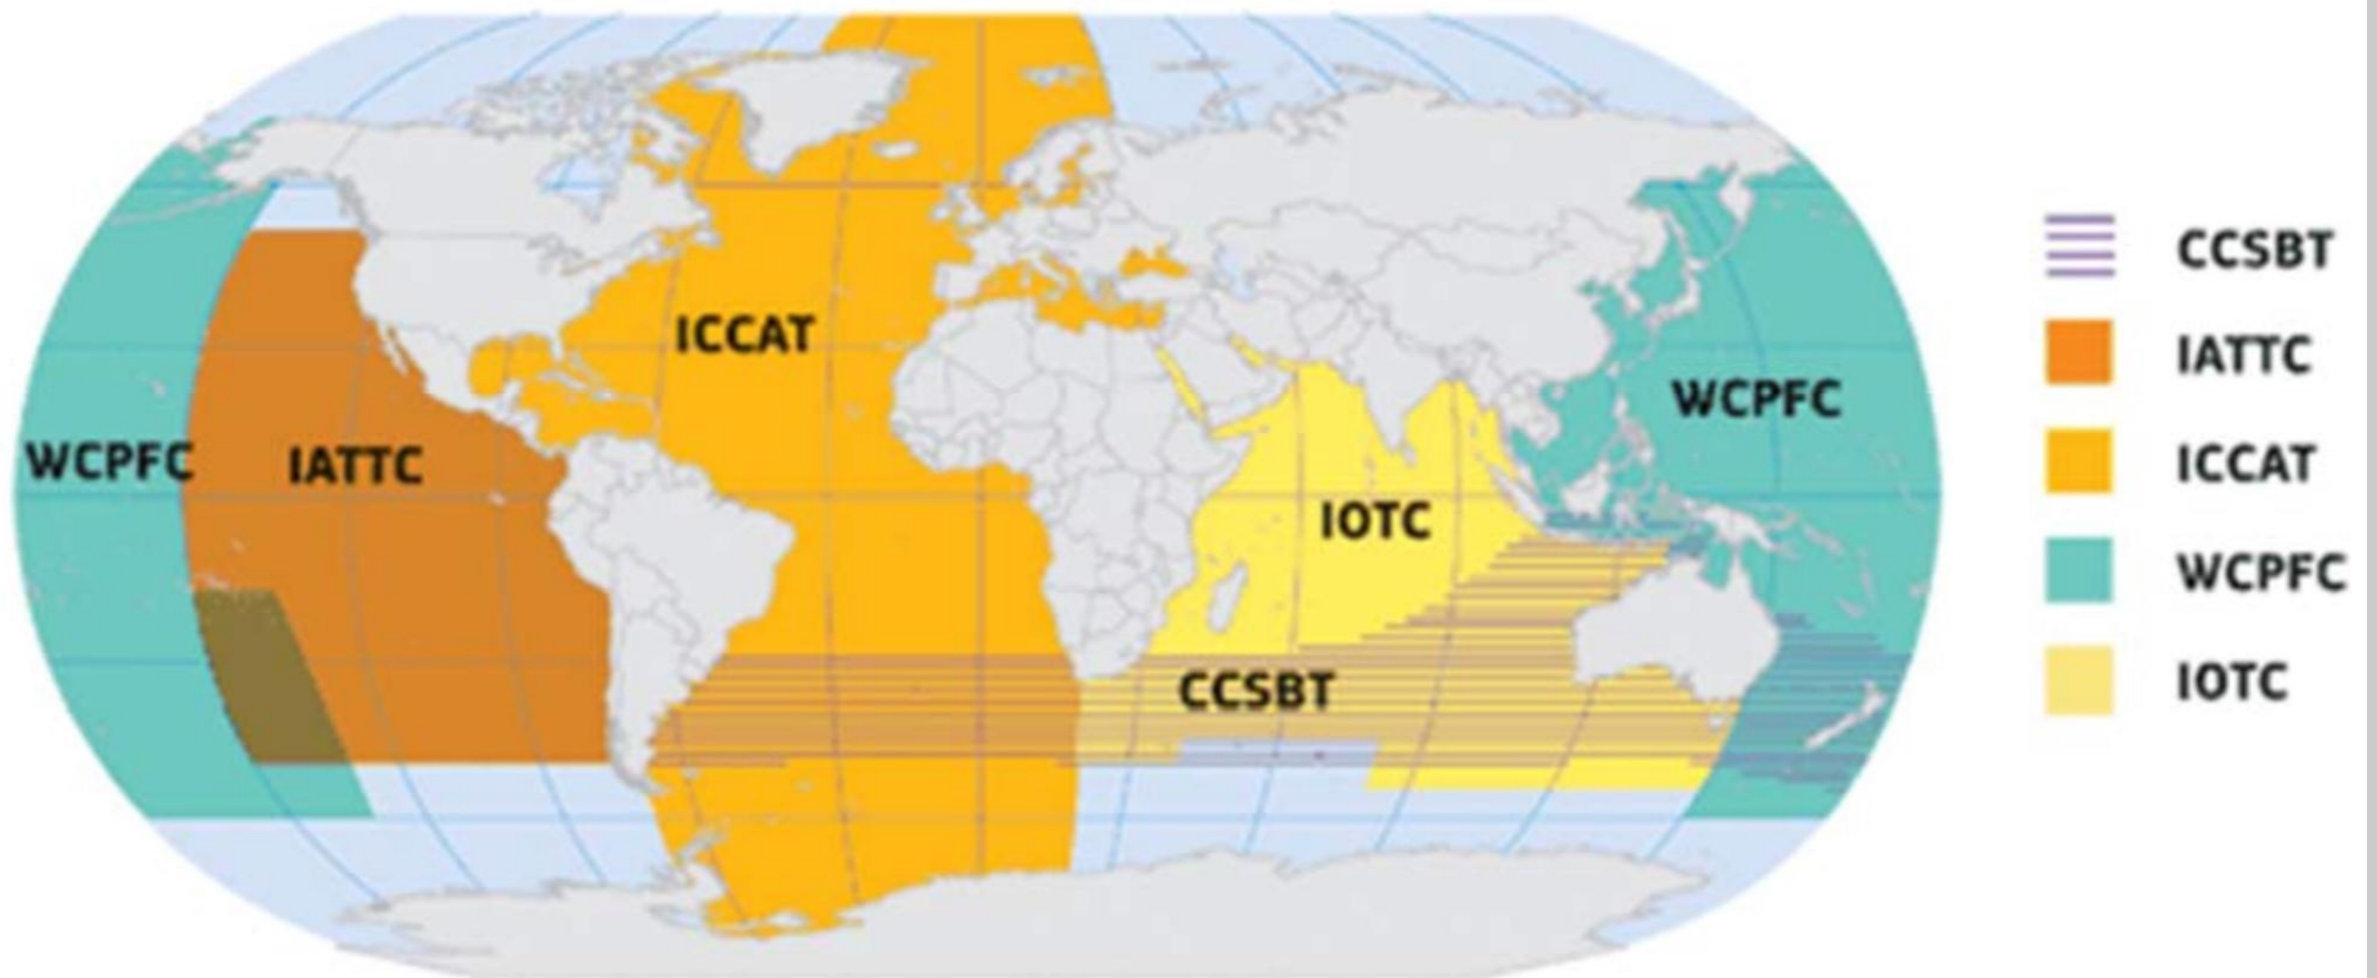 ICCAT
WCPFC
WCPFC
IATTC
IOTC
CCSBT
CCSBT
IATTC
ICCAT
WCPFC
IOTC